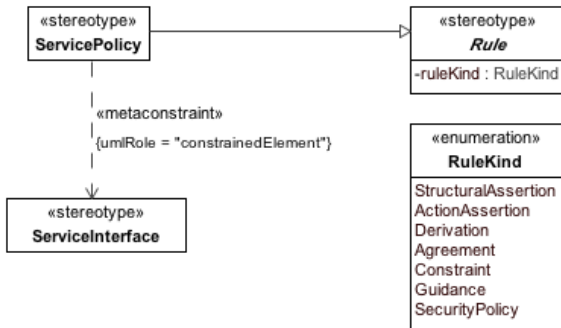 «stereotype»
ServicePolicy
«stereotype»
Rule
-ruleKind : RuleKind
«metaconstraint»
{umlRole = "constrainedElement"}
«stereotype»
ServiceInterface
«enumeration»
RuleKind
StructuralAssertion
ActionAssertion
Derivation
Agreement
Constraint
Guidance
SecurityPolicy